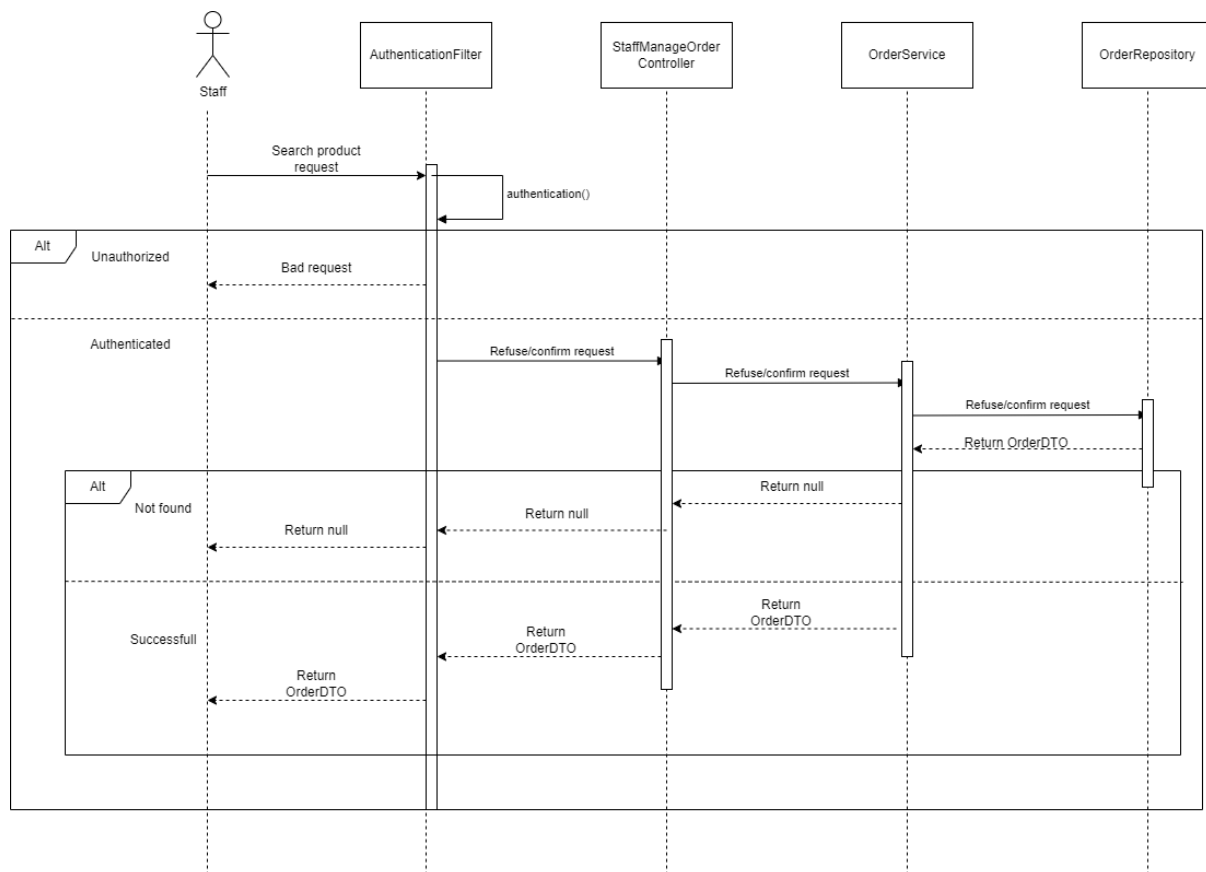 Staff
AuthenticationFilter
StaffManageOrder
Controller
OrderService
OrderRepository
Search product
request
authentication()
Alt
Unauthorized
Bad request
Authenticated
Refuse/confirm request
Refuse/confirm request
Refuse/confirm request
Return OrderDTO
Alt
Not found
Return null
Return null
Return null
Successfull
Return
OrderDTO
Return
OrderDTO
Return
OrderDTO